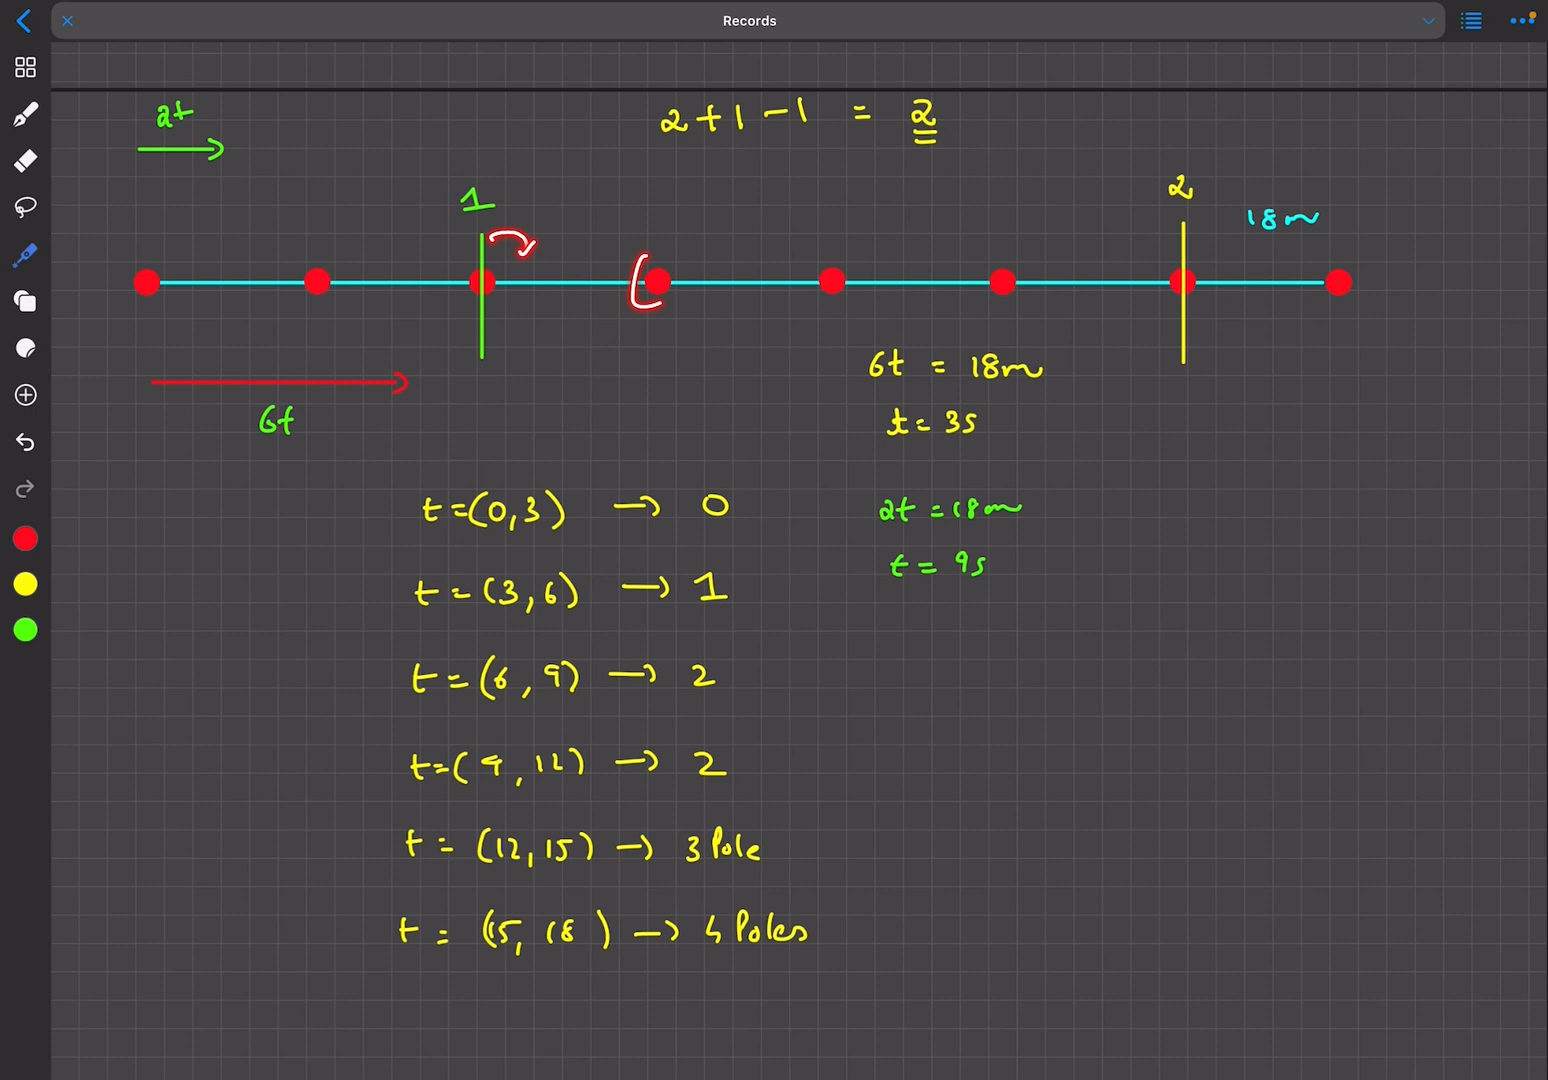 Records
2t
2 + 1 - 1 = 2
1
2
18m
6t
6t = 18m
t = 3s
t = (0,3) → 0
2t = 18m
t = 9s
t = (3,6) → 1
t = (6,9) → 2
t = (9,12) → 2
t = (12,15) → 3 Pole
t = (15,18) → 4 Poles